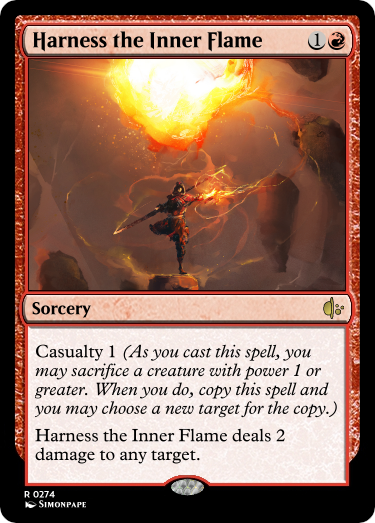 Harness the Inner Flame 1
Sorcery
Casualty 1 (As you cast this spell, you
may sacrifice a creature with power 1 or
greater. When you do, copy this spell and
you may choose a new target for the copy.)
Harness the Inner Flame deals 2
damage to any target.
R 0274
Simonpape